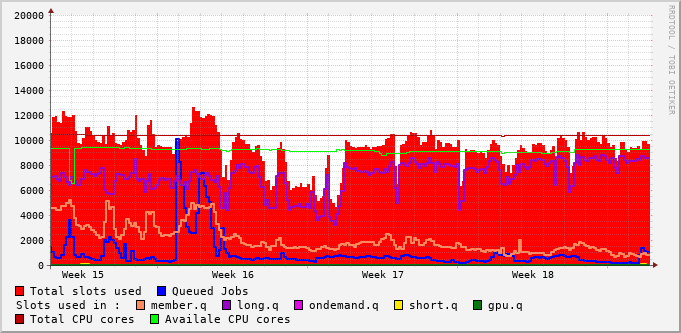 20000
18000
16000
14000
12000
10000
8000
6000
4000
2000
0
Week 15 Week 16 Week 17 Week 18
Total slots used Queued Jobs
Slots used in : member.q long.q ondemand.q short.q gpu.q
Total CPU cores Availale CPU cores
RRDTOOL / TOBI OETIKER